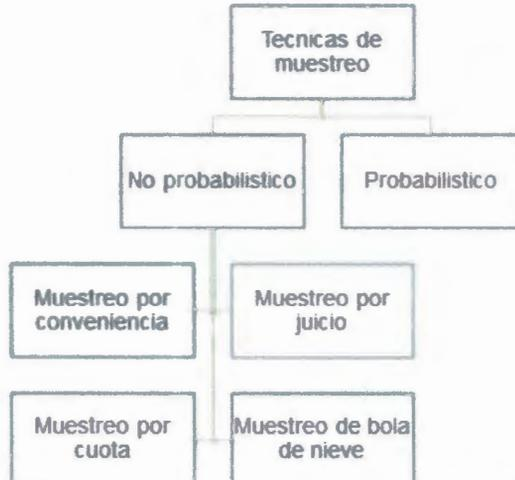 Tecnicas de
muestreo
No probabilistico
Probabilistico
Muestreo por
conveniencia
Muestreo por
juicio
Muestreo por
cuota
Muestreo de bola
de nieve